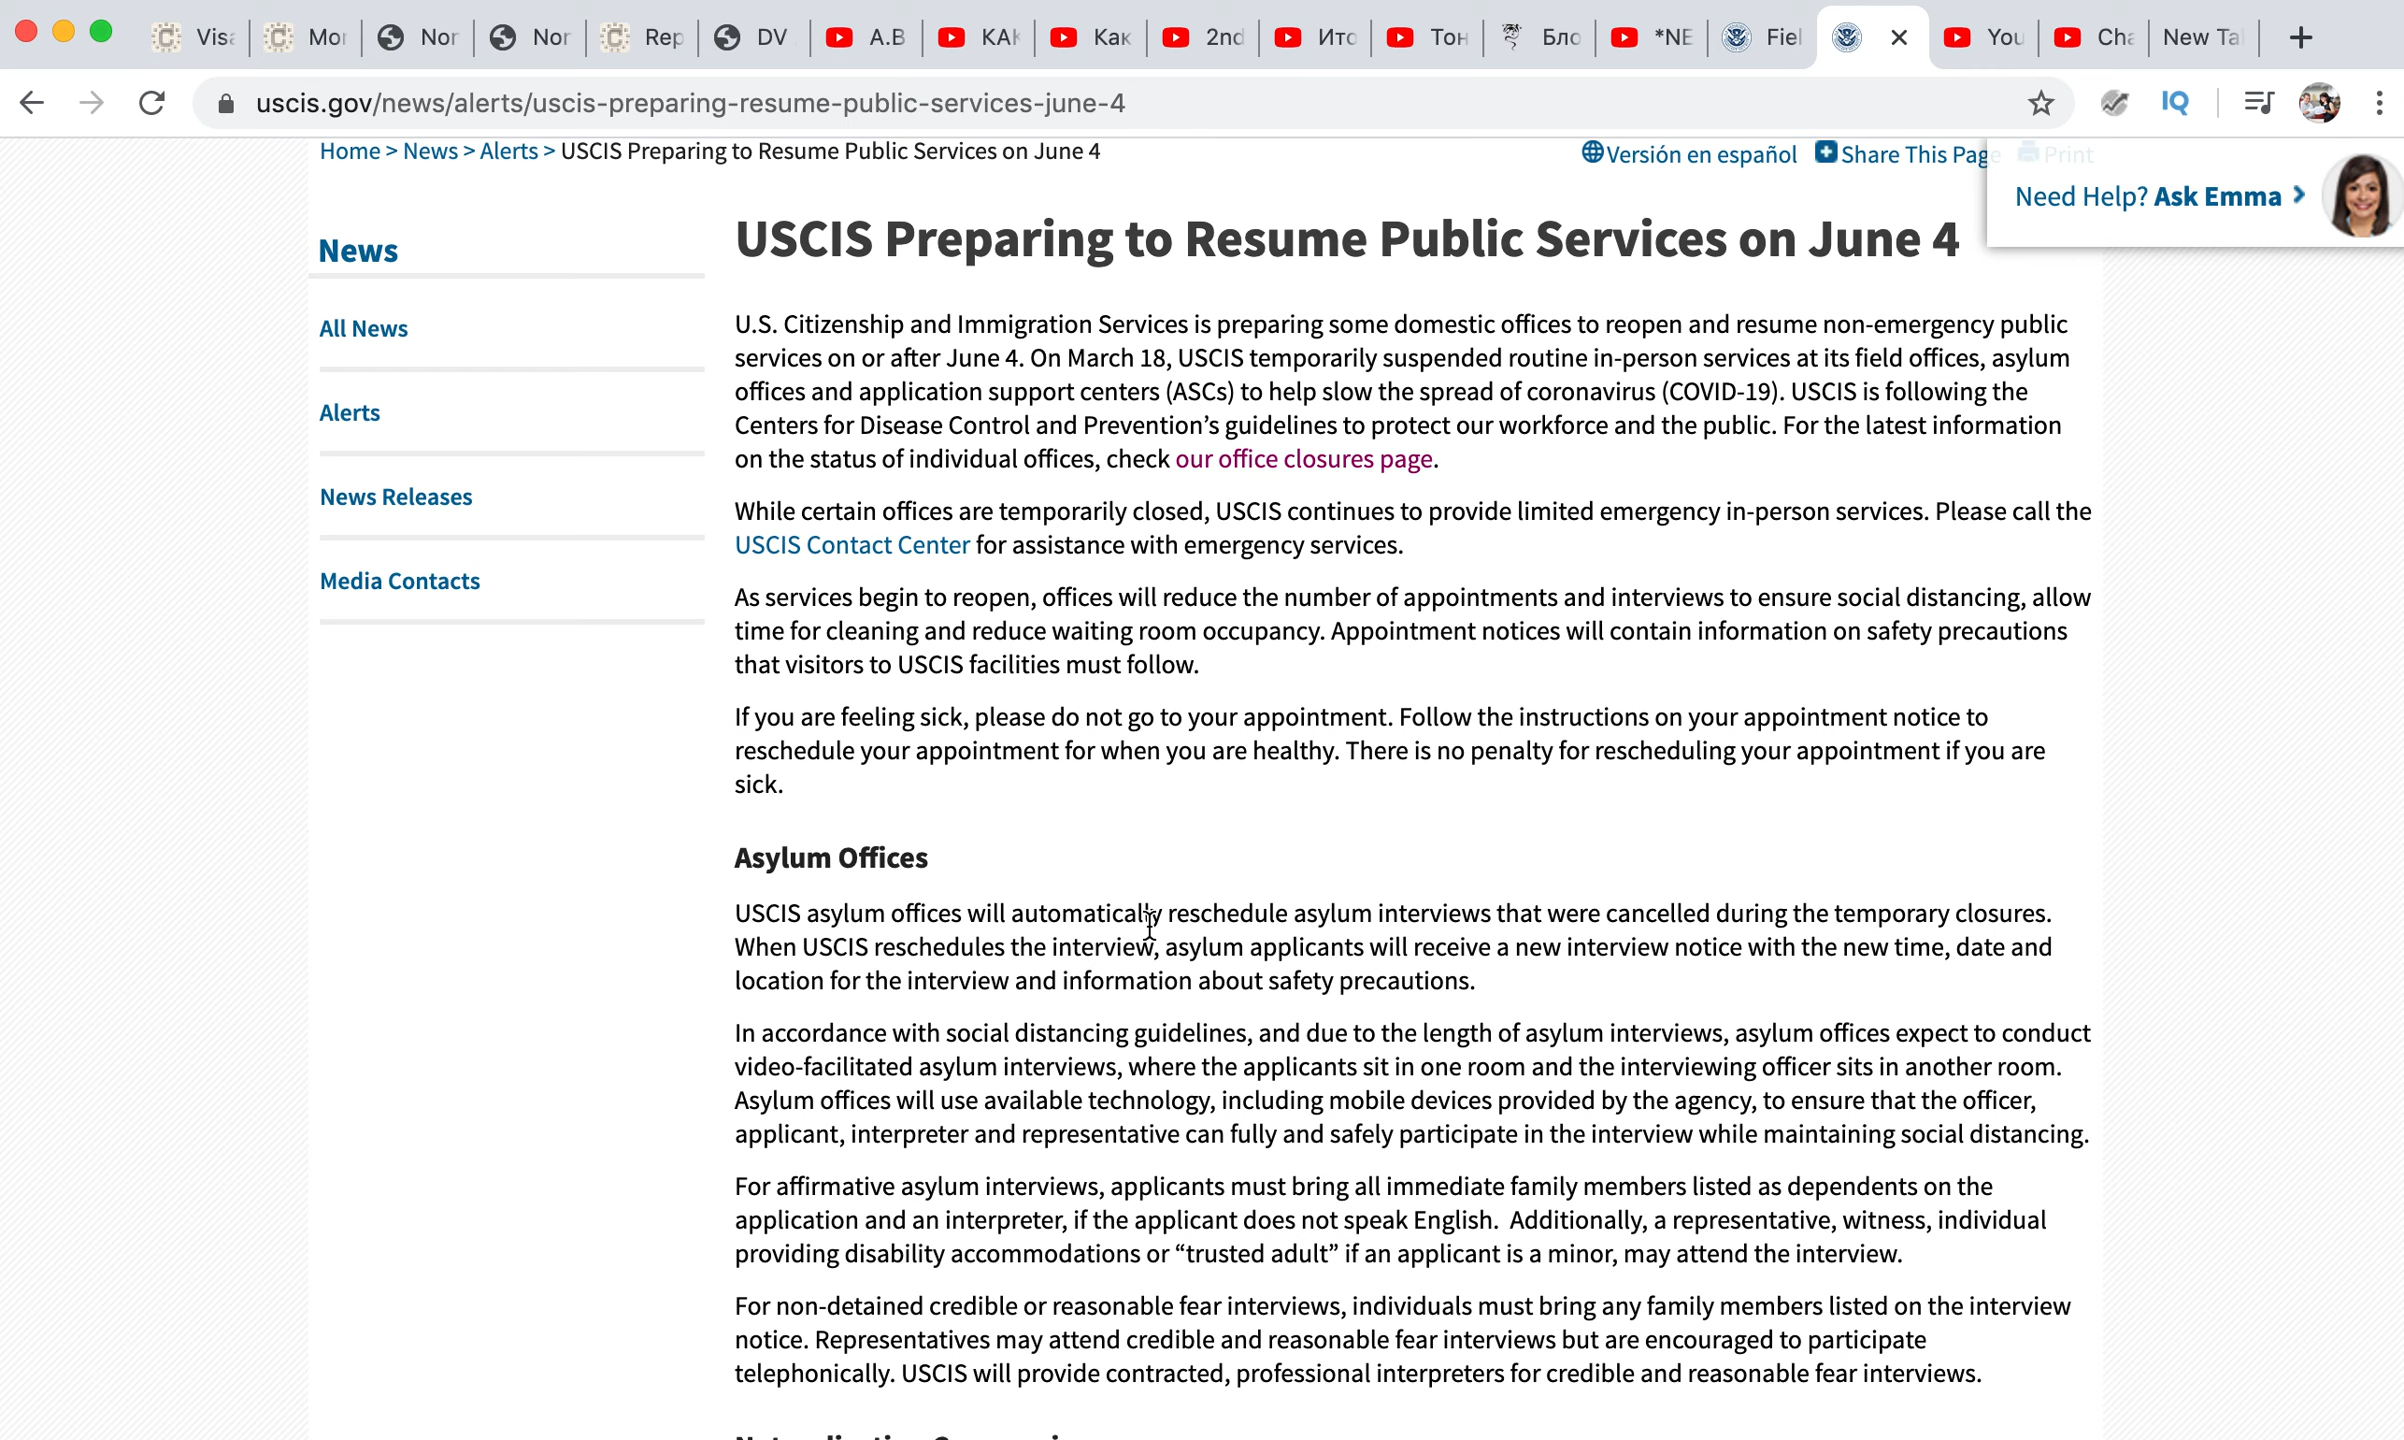 Visa
Mon
Nor
Nor
Rep
DV
A.B
КАК
Как
2nd
Ито
Тон
Бло
*NE
Fiel
You
Cha
New Ta
uscis.gov/news/alerts/uscis-preparing-resume-public-services-june-4
IQ
Home > News > Alerts > USCIS Preparing to Resume Public Services on June 4
Versión en español
Share This Page
Print
Need Help? Ask Emma
News
All News
Alerts
News Releases
Media Contacts
USCIS Preparing to Resume Public Services on June 4
U.S. Citizenship and Immigration Services is preparing some domestic offices to reopen and resume non-emergency public
services on or after June 4. On March 18, USCIS temporarily suspended routine in-person services at its field offices, asylum
offices and application support centers (ASCs) to help slow the spread of coronavirus (COVID-19). USCIS is following the
Centers for Disease Control and Prevention’s guidelines to protect our workforce and the public. For the latest information
on the status of individual offices, check our office closures page.
While certain offices are temporarily closed, USCIS continues to provide limited emergency in-person services. Please call the
USCIS Contact Center for assistance with emergency services.
As services begin to reopen, offices will reduce the number of appointments and interviews to ensure social distancing, allow
time for cleaning and reduce waiting room occupancy. Appointment notices will contain information on safety precautions
that visitors to USCIS facilities must follow.
If you are feeling sick, please do not go to your appointment. Follow the instructions on your appointment notice to
reschedule your appointment for when you are healthy. There is no penalty for rescheduling your appointment if you are
sick.
Asylum Offices
USCIS asylum offices will automatically reschedule asylum interviews that were cancelled during the temporary closures.
When USCIS reschedules the interview, asylum applicants will receive a new interview notice with the new time, date and
location for the interview and information about safety precautions.
In accordance with social distancing guidelines, and due to the length of asylum interviews, asylum offices expect to conduct
video-facilitated asylum interviews, where the applicants sit in one room and the interviewing officer sits in another room.
Asylum offices will use available technology, including mobile devices provided by the agency, to ensure that the officer,
applicant, interpreter and representative can fully and safely participate in the interview while maintaining social distancing.
For affirmative asylum interviews, applicants must bring all immediate family members listed as dependents on the
application and an interpreter, if the applicant does not speak English. Additionally, a representative, witness, individual
providing disability accommodations or “trusted adult” if an applicant is a minor, may attend the interview.
For non-detained credible or reasonable fear interviews, individuals must bring any family members listed on the interview
notice. Representatives may attend credible and reasonable fear interviews but are encouraged to participate
telephonically. USCIS will provide contracted, professional interpreters for credible and reasonable fear interviews.